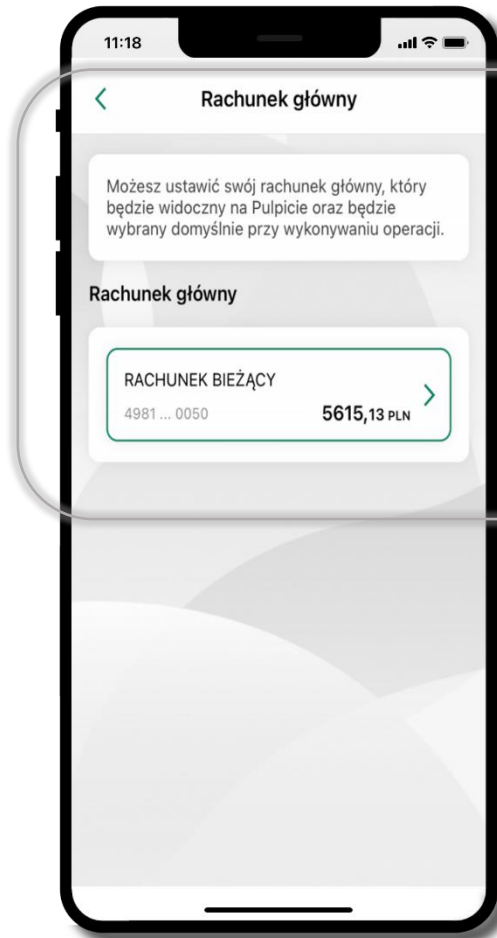 11:18
Rachunek główny
Możesz ustawić swój rachunek główny, który
będzie widoczny na Pulpicie oraz będzie
wybrany domyślnie przy wykonywaniu operacji.
Rachunek główny
RACHUNEK BIEŻĄCY
4981 ... 0050 5615,13 PLN